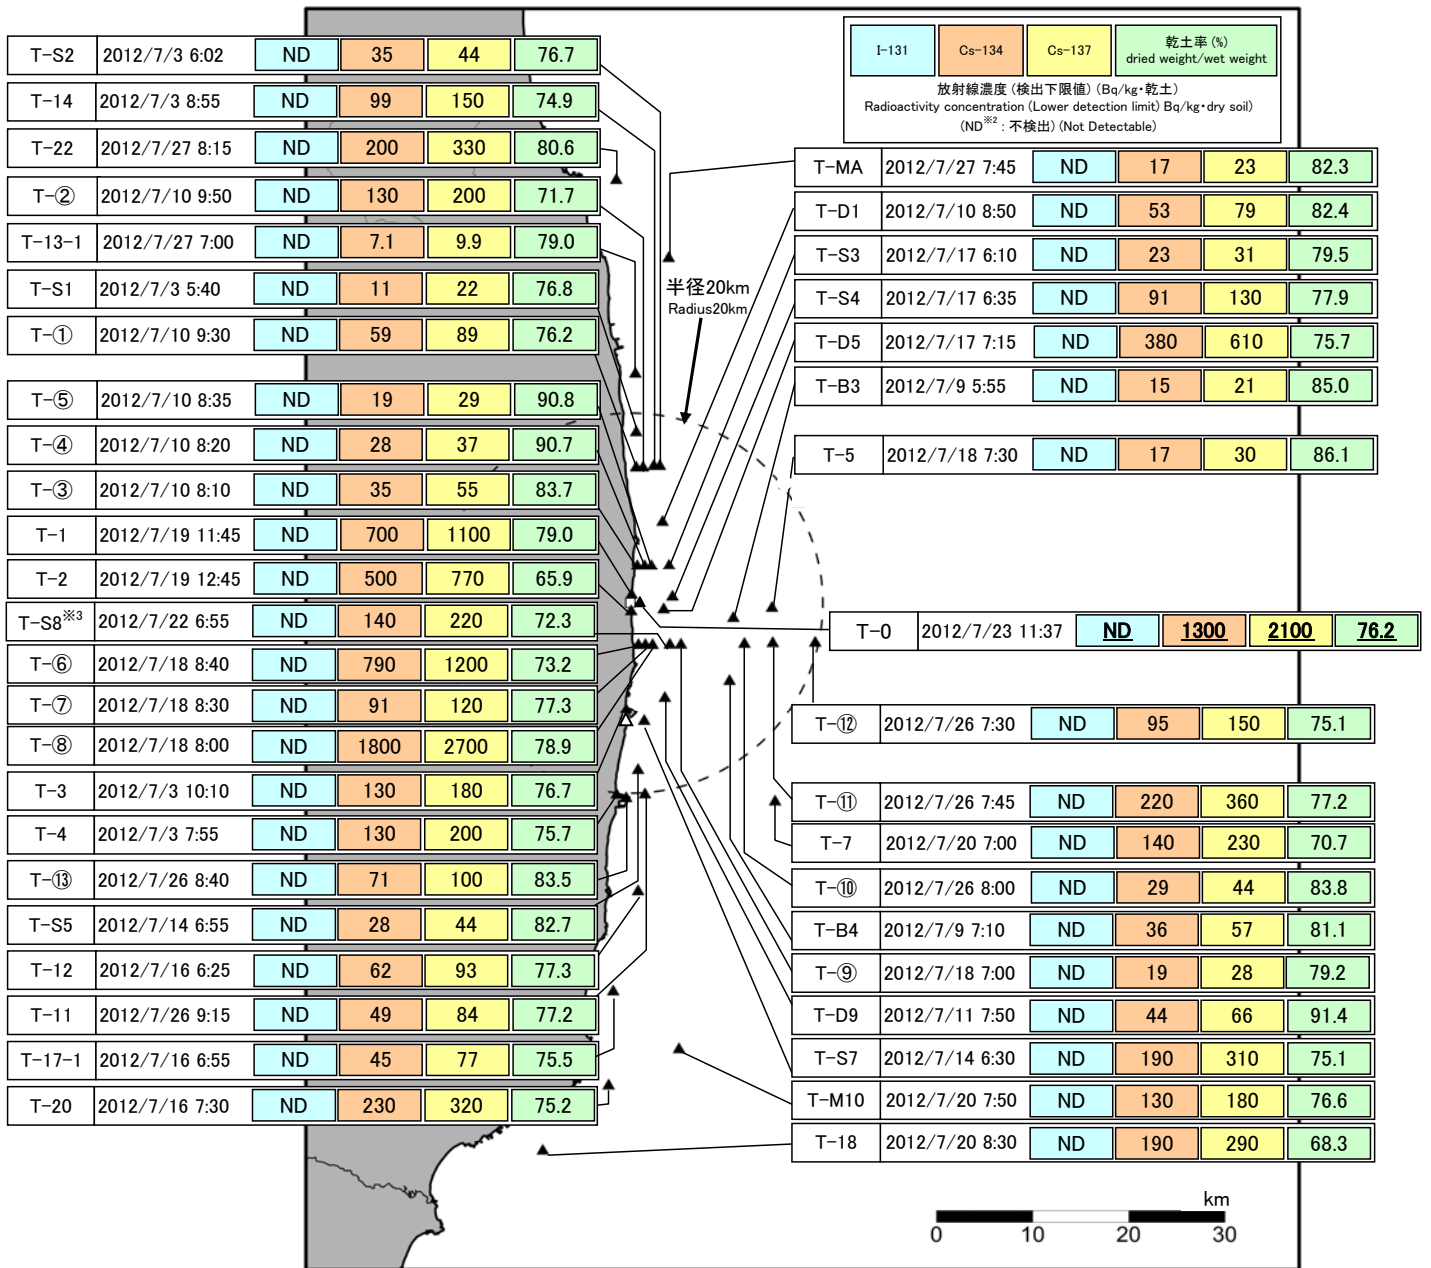 T-S2 2012/7/3 6:02 ND 35 44 76.7
T-14 2012/7/3 8:55 ND 99 150 74.9
T-22 2012/7/27 8:15 ND 200 330 80.6
T-② 2012/7/10 9:50 ND 130 200 71.7
T-13-1 2012/7/27 7:00 ND 7.1 9.9 79.0
T-S1 2012/7/3 5:40 ND 11 22 76.8
T-① 2012/7/10 9:30 ND 59 89 76.2
T-⑤ 2012/7/10 8:35 ND 19 29 90.8
T-④ 2012/7/10 8:20 ND 28 37 90.7
T-③ 2012/7/10 8:10 ND 35 55 83.7
T-1 2012/7/19 11:45 ND 700 1100 79.0
T-2 2012/7/19 12:45 ND 500 770 65.9
T-S8※3 2012/7/22 6:55 ND 140 220 72.3
T-⑥ 2012/7/18 8:40 ND 790 1200 73.2
T-⑦ 2012/7/18 8:30 ND 91 120 77.3
T-⑧ 2012/7/18 8:00 ND 1800 2700 78.9
T-3 2012/7/3 10:10 ND 130 180 76.7
T-4 2012/7/3 7:55 ND 130 200 75.7
T-⑬ 2012/7/26 8:40 ND 71 100 83.5
T-S5 2012/7/14 6:55 ND 28 44 82.7
T-12 2012/7/16 6:25 ND 62 93 77.3
T-11 2012/7/26 9:15 ND 49 84 77.2
T-17-1 2012/7/16 6:55 ND 45 77 75.5
T-20 2012/7/16 7:30 ND 230 320 75.2
半径20km
Radius20km
I-131 Cs-134 Cs-137 乾土率(%)
dried weight/wet weight
放射線濃度(検出下限値)(Bq/kg・乾土)
Radioactivity concentration (Lower detection limit) Bq/kg・dry soil)
(ND※2 : 不検出) (Not Detectable)
T-MA 2012/7/27 7:45 ND 17 23 82.3
T-D1 2012/7/10 8:50 ND 53 79 82.4
T-S3 2012/7/17 6:10 ND 23 31 79.5
T-S4 2012/7/17 6:35 ND 91 130 77.9
T-D5 2012/7/17 7:15 ND 380 610 75.7
T-B3 2012/7/9 5:55 ND 15 21 85.0
T-5 2012/7/18 7:30 ND 17 30 86.1
T-0 2012/7/23 11:37 ND 1300 2100 76.2
T-⑫ 2012/7/26 7:30 ND 95 150 75.1
T-⑪ 2012/7/26 7:45 ND 220 360 77.2
T-7 2012/7/20 7:00 ND 140 230 70.7
T-⑩ 2012/7/26 8:00 ND 29 44 83.8
T-B4 2012/7/9 7:10 ND 36 57 81.1
T-⑨ 2012/7/18 7:00 ND 19 28 79.2
T-D9 2012/7/11 7:50 ND 44 66 91.4
T-S7 2012/7/14 6:30 ND 190 310 75.1
T-M10 2012/7/20 7:50 ND 130 180 76.6
T-18 2012/7/20 8:30 ND 190 290 68.3
km
0 10 20 30